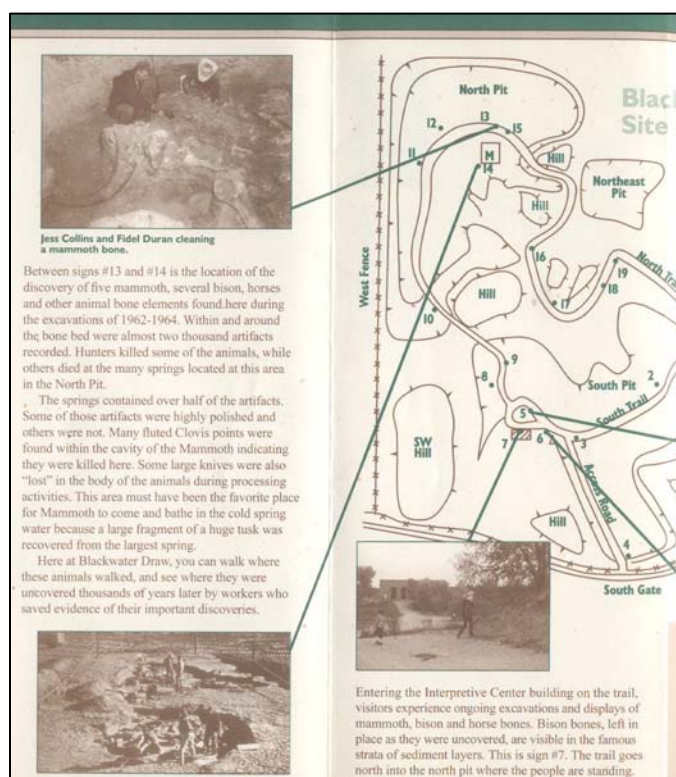 Jess Collins and Fidel Duran cleaning
a mammoth bone.
Between signs #13 and #14 is the location of the
discovery of five mammoth, several bison, horses
and other animal bone elements found here during
the excavations of 1962-1964. Within and around
the bone bed were almost two thousand artifacts
recorded. Hunters killed some of the animals, while
others died at the many springs located at this area
in the North Pit.
The springs contained over half of the artifacts.
Some of those artifacts were highly polished and
others were not. Many fluted Clovis points were
found within the cavity of the Mammoth indicating
they were killed here. Some large knives were also
"lost" in the body of the animals during processing
activities. This area must have been the favorite place
for Mammoth to come and bathe in the cold spring
water because a large fragment of a huge tusk was
recovered from the largest spring.
Here at Blackwater Draw, you can walk where
these animals walked, and see where they were
uncovered thousands of years later by workers who
saved evidence of their important discoveries.
Blac
Site
North Pit
13
12
15
11
M
14
Hill
Northeast
Pit
Hill
West Fence
16
19
North Tra
18
17
Hill
10
9
8
South Pit
2
5
South Trail
SW
Hill
7
6
3
Access Road
Hill
4
South Gate
Entering the Interpretive Center building on the trail,
visitors experience ongoing excavations and displays of
mammoth, bison and horse bones. Bison bones, left in
place as they were uncovered, are visible in the famous
strata of sediment layers. This is sign #7. The trail goes
north into the north pit where the people are standing.